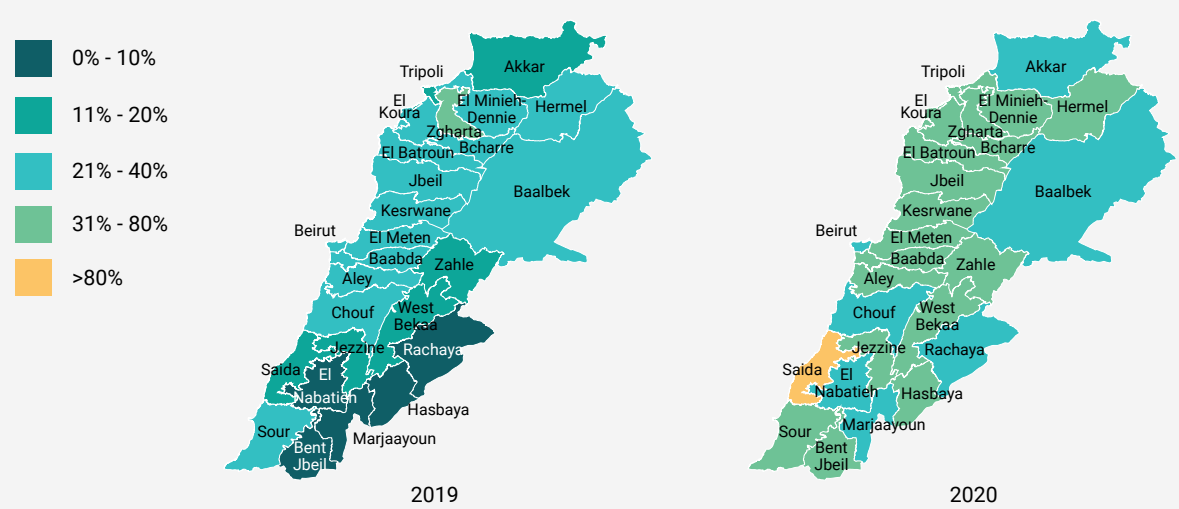 0% - 10%
11% - 20%
21% - 40%
31% - 80%
>80%
Akkar
Tripoli
El
Koura
El Minieh-
Dennie
Hermel
Zgharta
Bcharre
El Batroun
Jbeil
Baalbek
Kesrwane
Beirut
El Meten
Baabda
Zahle
Aley
Chouf
West
Bekaa
Jezzine
Rachaya
Saida
El
Nabatieh
Hasbaya
Sour
Marjaayoun
Bent
Jbeil
2019
Akkar
Tripoli
El
Koura
El Minieh-
Dennie
Hermel
Zgharta
Bcharre
El Batroun
Jbeil
Baalbek
Kesrwane
Beirut
El Meten
Baabda
Zahle
Aley
Chouf
West
Bekaa
Jezzine
Rachaya
Saida
El
Nabatieh
Hasbaya
Sour
Marjaayoun
Bent
Jbeil
2020